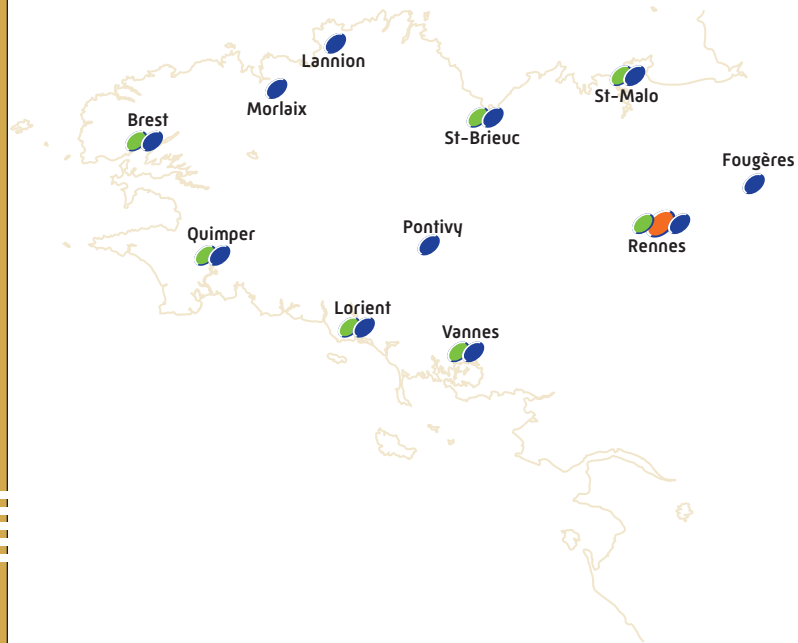 Lannion
St-Malo
Morlaix
Brest
St-Brieuc
Fougères
Quimper
Pontivy
Rennes
Lorient
Vannes